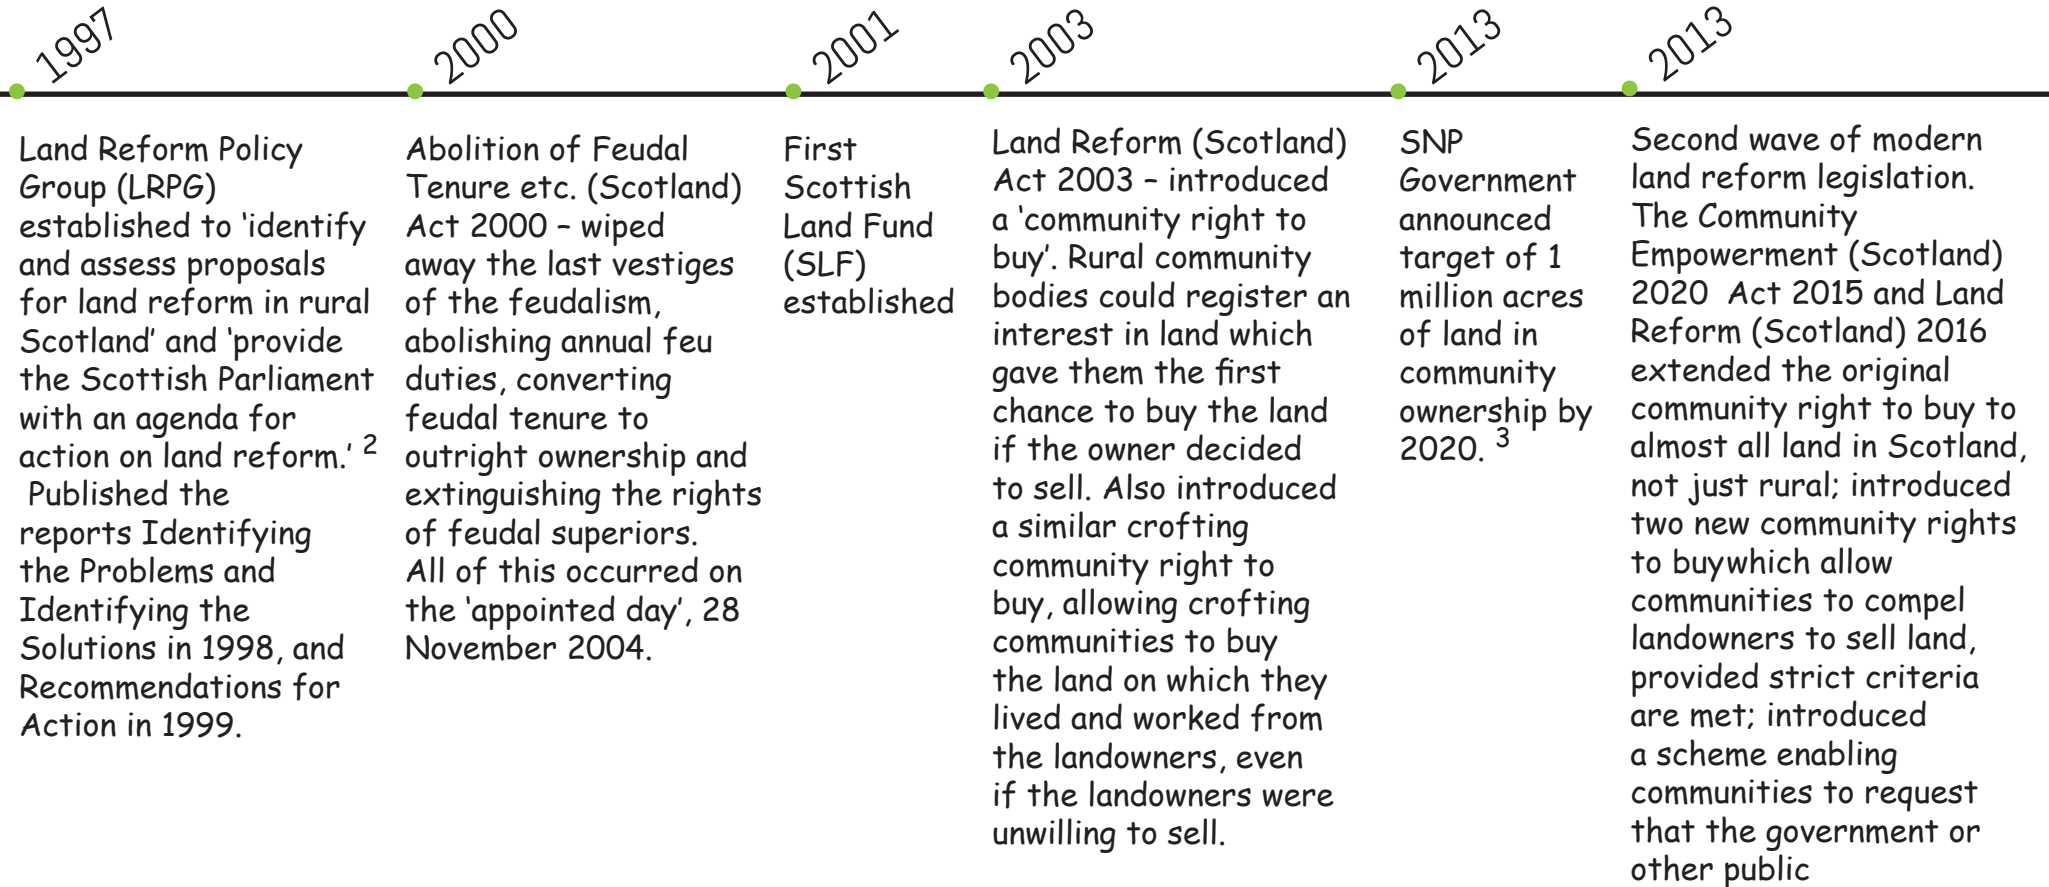 1997
Land Reform Policy
Group (LRPG)
established to ‘identify
and assess proposals
for land reform in rural
Scotland’ and ‘provide
the Scottish Parliament
with an agenda for
action on land reform.’ 2
Published the
reports Identifying
the Problems and
Identifying the
Solutions in 1998, and
Recommendations for
Action in 1999.
2000
Abolition of Feudal
Tenure etc. (Scotland)
Act 2000 – wiped
away the last vestiges
of the feudalism,
abolishing annual feu
duties, converting
feudal tenure to
outright ownership and
extinguishing the rights
of feudal superiors.
All of this occurred on
the ‘appointed day’, 28
November 2004.
2001
First
Scottish
Land Fund
(SLF)
established
2003
Land Reform (Scotland)
Act 2003 – introduced
a ‘community right to
buy’. Rural community
bodies could register an
interest in land which
gave them the first
chance to buy the land
if the owner decided
to sell. Also introduced
a similar crofting
community right to
buy, allowing crofting
communities to buy
the land on which they
lived and worked from
the landowners, even
if the landowners were
unwilling to sell.
2013
SNP
Government
announced
target of 1
million acres
of land in
community
ownership by
2020. 3
2013
Second wave of modern
land reform legislation.
The Community
Empowerment (Scotland)
2020 Act 2015 and Land
Reform (Scotland) 2016
extended the original
community right to buy to
almost all land in Scotland,
not just rural; introduced
two new community rights
to buywhich allow
communities to compel
landowners to sell land,
provided strict criteria
are met; introduced
a scheme enabling
communities to request
that the government or
other public